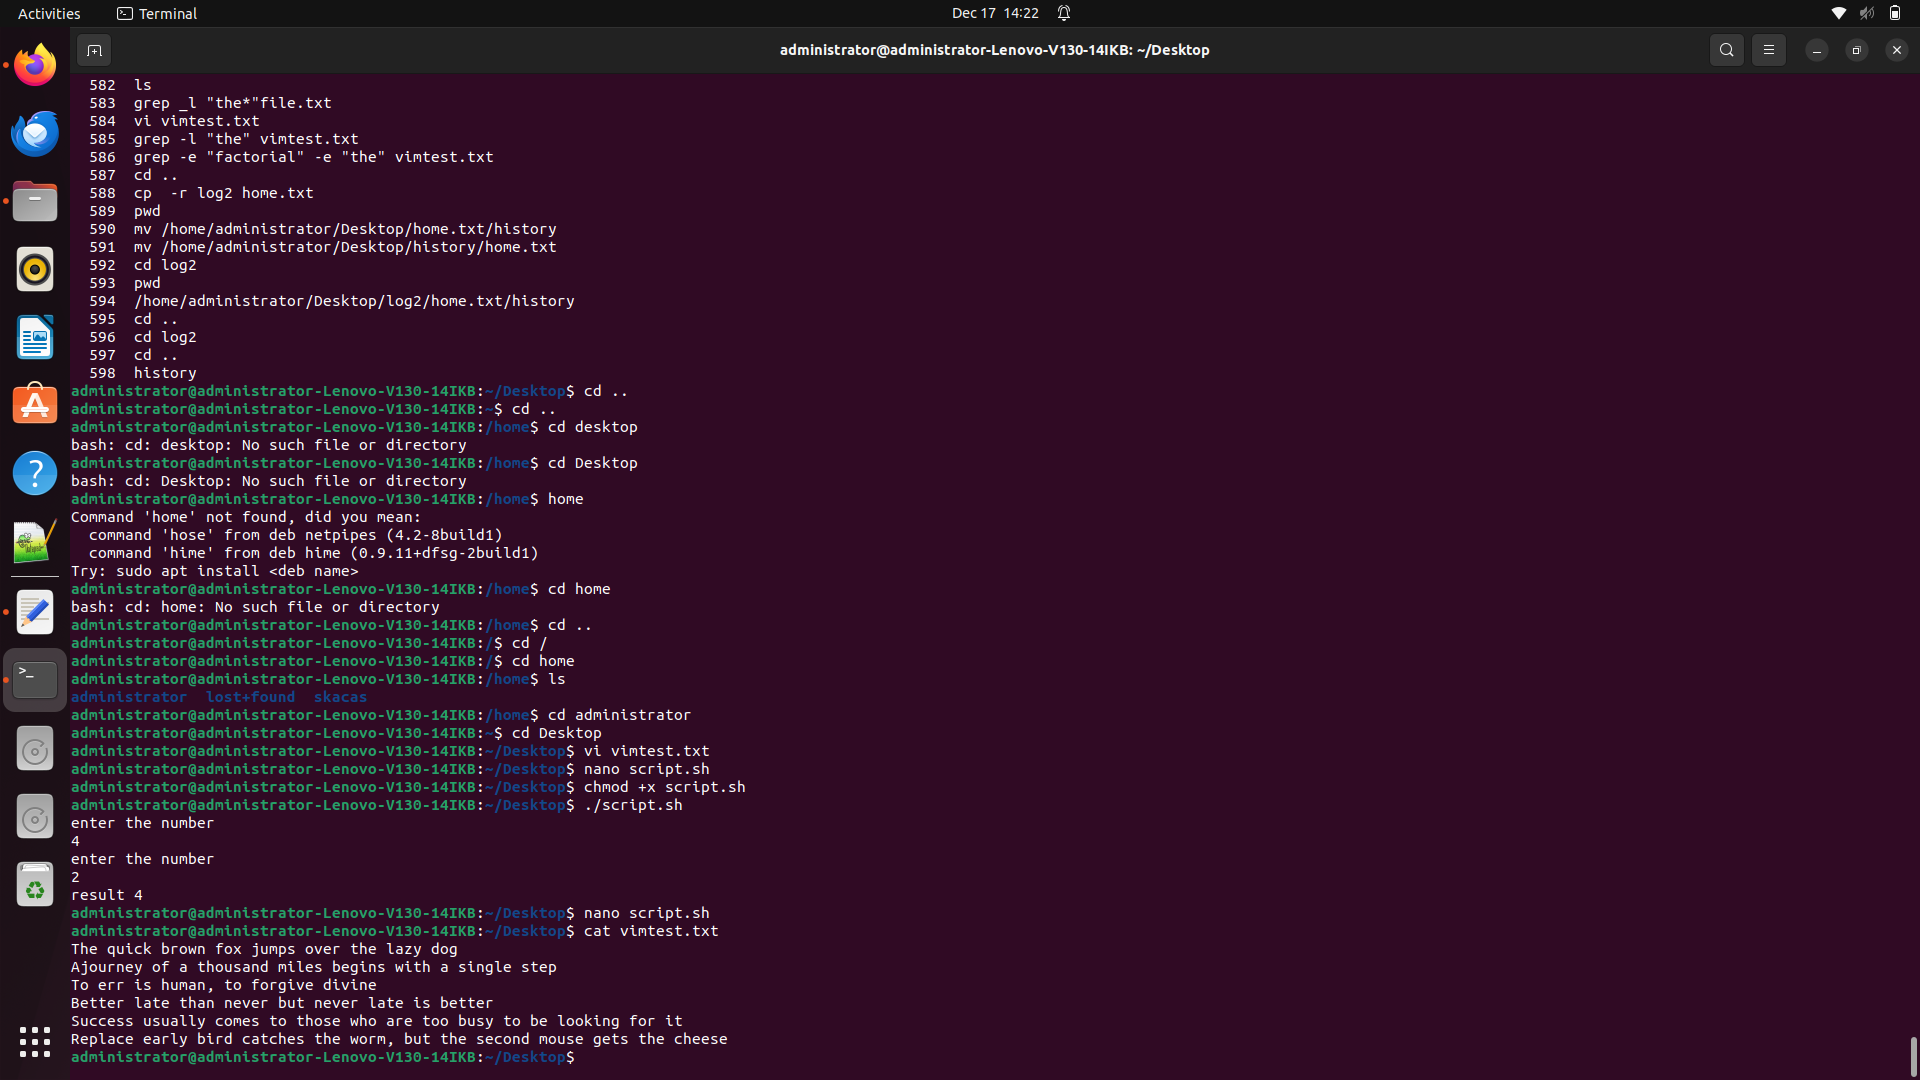 Activities Terminal Dec 17 14:22
administrator@administrator-Lenovo-V130-14IKB: ~/Desktop
582 ls
583 grep _l "the*"file.txt
584 vi vimtest.txt
585 grep -l "the" vimtest.txt
586 grep -e "factorial" -e "the" vimtest.txt
587 cd ..
588 cp  -r log2 home.txt
589 pwd
590 mv /home/administrator/Desktop/home.txt/history
591 mv /home/administrator/Desktop/history/home.txt
592 cd log2
593 pwd
594 /home/administrator/Desktop/log2/home.txt/history
595 cd ..
596 cd log2
597 cd ..
598 history
administrator@administrator-Lenovo-V130-14IKB:~/Desktop$ cd ..
administrator@administrator-Lenovo-V130-14IKB:~$ cd ..
administrator@administrator-Lenovo-V130-14IKB:/home$ cd desktop
bash: cd: desktop: No such file or directory
administrator@administrator-Lenovo-V130-14IKB:/home$ cd Desktop
bash: cd: Desktop: No such file or directory
administrator@administrator-Lenovo-V130-14IKB:/home$ home
Command 'home' not found, did you mean:
command 'hose' from deb netpipes (4.2-8build1)
command 'hime' from deb hime (0.9.11+dfsg-2build1)
Try: sudo apt install <deb name>
administrator@administrator-Lenovo-V130-14IKB:/home$ cd home
bash: cd: home: No such file or directory
administrator@administrator-Lenovo-V130-14IKB:/home$ cd ..
administrator@administrator-Lenovo-V130-14IKB:/$ cd /
administrator@administrator-Lenovo-V130-14IKB:/$ cd home
administrator@administrator-Lenovo-V130-14IKB:/home$ ls
administrator  lost+found  skacas
administrator@administrator-Lenovo-V130-14IKB:/home$ cd administrator
administrator@administrator-Lenovo-V130-14IKB:~$ cd Desktop
administrator@administrator-Lenovo-V130-14IKB:~/Desktop$ vi vimtest.txt
administrator@administrator-Lenovo-V130-14IKB:~/Desktop$ nano script.sh
administrator@administrator-Lenovo-V130-14IKB:~/Desktop$ chmod +x script.sh
administrator@administrator-Lenovo-V130-14IKB:~/Desktop$ ./script.sh
enter the number
4
enter the number
2
result 4
administrator@administrator-Lenovo-V130-14IKB:~/Desktop$ nano script.sh
administrator@administrator-Lenovo-V130-14IKB:~/Desktop$ cat vimtest.txt
The quick brown fox jumps over the lazy dog
Ajourney of a thousand miles begins with a single step
To err is human, to forgive divine
Better late than never but never late is better
Success usually comes to those who are too busy to be looking for it
Replace early bird catches the worm, but the second mouse gets the cheese
administrator@administrator-Lenovo-V130-14IKB:~/Desktop$